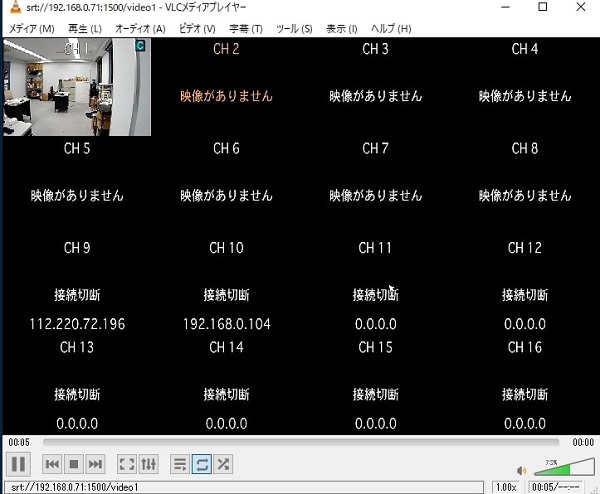 srt://192.168.0.71:1500/video1 - VLCメディアプレイヤー
メディア(M) 再生(L) オーディオ(A) ビデオ(V) 字幕(T) ツール(S) 表示(I) ヘルプ(H)
CH 1 C CH 2 CH 3 CH 4
映像がありません 映像がありません 映像がありません
CH 5 CH 6 CH 7 CH 8
映像がありません 映像がありません 映像がありません 映像がありません
CH 9 CH 10 CH 11 CH 12
接続切断 接続切断 接続切断 接続切断
112.220.72.196 192.168.0.104 0.0.0.0 0.0.0.0
CH 13 CH 14 CH 15 CH 16
接続切断 接続切断 接続切断 接続切断
0.0.0.0 0.0.0.0 0.0.0.0 0.0.0.0
00:05 00:00
73%
srt://192.168.0.71:1500/video1 1.00x 00:05/--:--